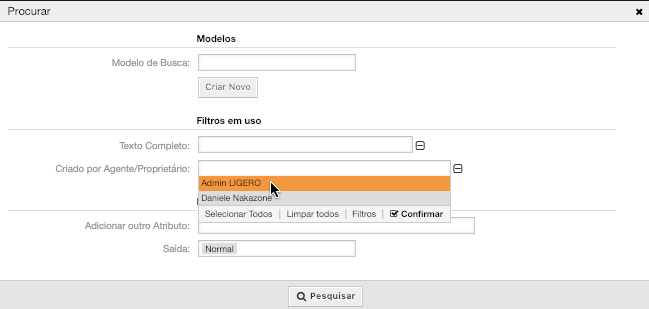 Procurar
Modelos
Modelo de Busca:
Criar Novo
Filtros em uso
Texto Completo:
Criado por Agente/Proprietário:
Admin LIGERO
Daniele Nakazone
Selecionar Todos | Limpar todos | Filtros | Confirmar
Adicionar outro Atributo:
Saída: Normal
Pesquisar